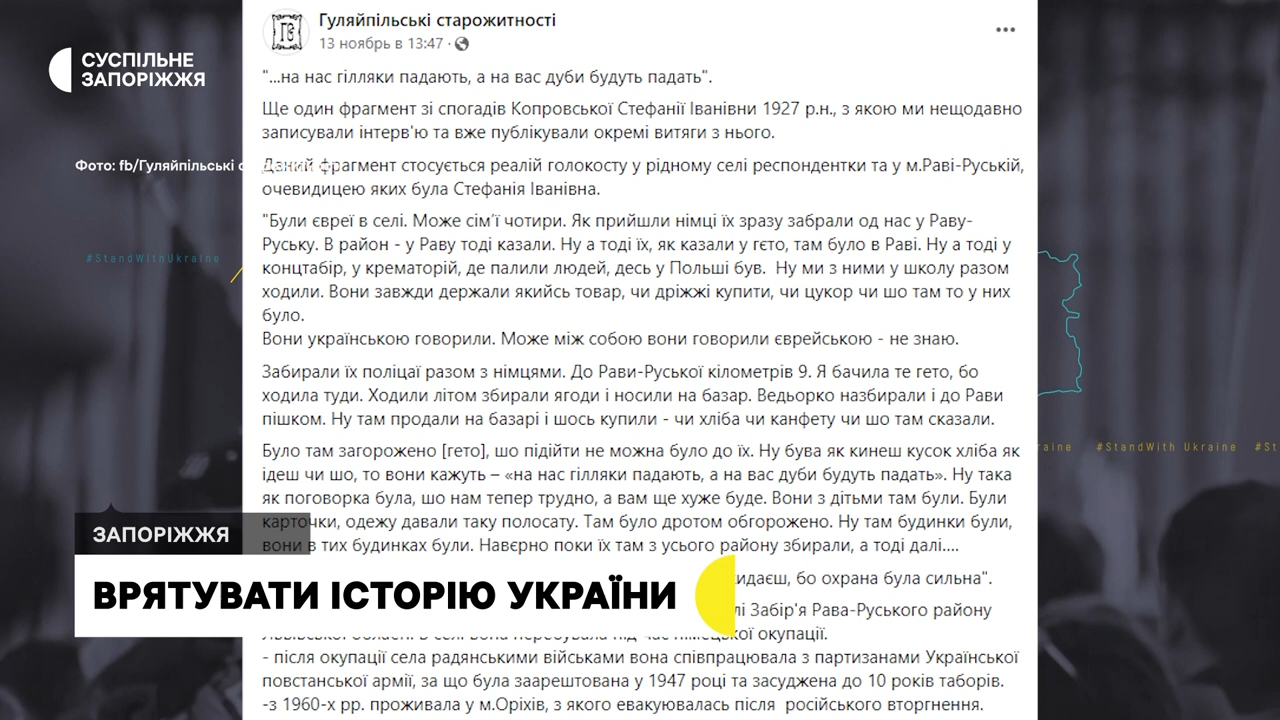 СУСПІЛЬНЕ
ЗАПОРІЖЖЯ
Фото: fb/Гуляйпільські
#StandWithUkraine
Гуляйпільські старожитності
13 ноябрь в 13:47 ·
"...на нас гілляки падають, а на вас дуби будуть падать".
Ще один фрагмент зі спогадів Копровської Стефанії Іванівни 1927 р.н., з якою ми нещодавно
записували інтерв'ю та вже публікували окремі витяги з нього.
Даний фрагмент стосується реалій голокосту у рідному селі респондентки та у м.Раві-Руській,
очевидицею яких була Стефанія Іванівна.
"Були євреї в селі. Може сім'ї чотири. Як прийшли німці їх зразу забрали од нас у Раву-
Руську. В район - у Раву тоді казали. Ну а тоді їх, як казали у гєто, там було в Раві. Ну а тоді у
концтабір, у крематорій, де палили людей, десь у Польші був. Ну ми з ними у школу разом
ходили. Вони завжди держали якийсь товар, чи дріжжі купити, чи цукор чи шо там то у них
було.
Вони українською говорили. Може між собою вони говорили єврейською - не знаю.
Забирали їх поліцаї разом з німцями. До Рави-Руської кілометрів 9. Я бачила те гето, бо
ходила туди. Ходили літом збирали ягоди і носили на базар. Ведьорко назбирали і до Рави
пішком. Ну там продали на базарі і шось купили - чи хліба чи канфету чи шо там сказали.
Було там загорожено [гето], шо підійти не можна було до їх. Ну бува як кинеш кусок хліба як
ідеш чи шо, то вони кажуть – «на нас гілляки падають, а на вас дуби будуть падать». Ну така
як поговорка була, шо нам тепер трудно, а вам ще хуже буде. Вони з дітьми там були. Були
карточки, одежу давали таку полосату. Там було дротом обгорожено. Ну там будинки були,
вони в тих будинках були. Навєрно поки їх там з усього району збирали, а тоді далі....
идаєш, бо охрана була сильна".
лі Забір'я Рава-Руського району
Львівської області. В селі вона перебувала під час німецької окупації.
- після окупації села радянськими військами вона співпрацювала з партизанами Української
повстанської армії, за що була заарештована у 1947 році та засуджена до 10 років таборів.
-з 1960-х рр. проживала у м.Оріхів, з якого евакуювалась після російського вторгнення.
raine #StandWith Ukraine #St
ЗАПОРІЖЖЯ
ВРЯТУВАТИ ІСТОРІЮ УКРАЇНИ